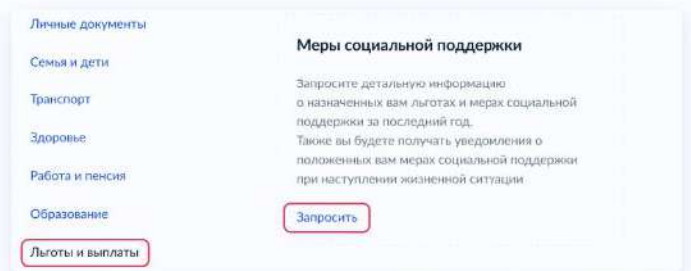 Личные документы
Семья и дети
Транспорт
Здоровье
Работа и пенсия
Образование
Льготы и выплаты
Меры социальной поддержки
Запросите детальную информацию
о назначенных вам льготах и мерах социальной
поддержки за последний год.
Также вы будете получать уведомления о
положенных вам мерах социальной поддержки
при наступлении жизненной ситуации
Запросить